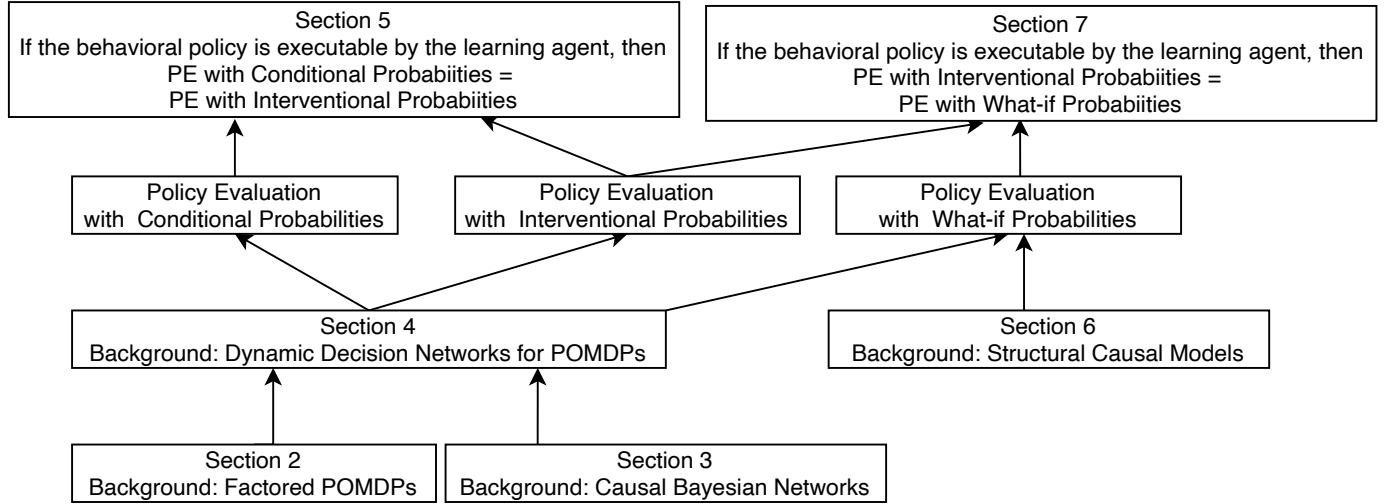 Section 5
If the behavioral policy is executable by the learning agent, then
PE with Conditional Probabiities =
PE with Interventional Probabiities
Section 7
If the behavioral policy is executable by the learning agent, then
PE with Interventional Probabiities =
PE with What-if Probabiities
Policy Evaluation
with Conditional Probabilities
Policy Evaluation
with Interventional Probabilities
Policy Evaluation
with What-if Probabilities
Section 4
Background: Dynamic Decision Networks for POMDPs
Section 6
Background: Structural Causal Models
Section 2
Background: Factored POMDPs
Section 3
Background: Causal Bayesian Networks